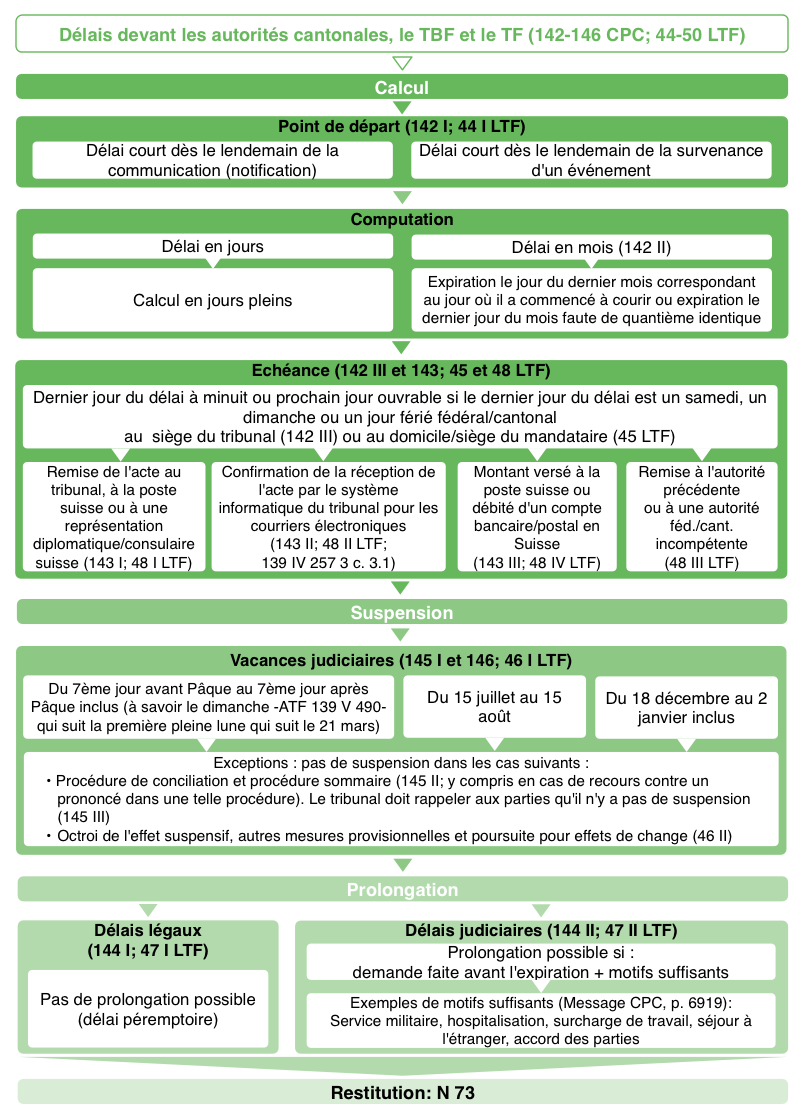 Délais devant les autorités cantonales, le TBF et le TF (142-146 CPC; 44-50 LTF)
Calcul
Point de départ (142 I; 44 I LTF)
Délai court dès le lendemain de la
communication (notification)
Délai court dès le lendemain de la survenance
d'un événement
Computation
Délai en jours
Calcul en jours pleins
Délai en mois (142 II)
Expiration le jour du dernier mois correspondant
au jour où il a commencé à courir ou expiration le
dernier jour du mois faute de quantième identique
Echéance (142 III et 143; 45 et 48 LTF)
Dernier jour du délai à minuit ou prochain jour ouvrable si le dernier jour du délai est un samedi, un
dimanche ou un jour férié fédéral/cantonal
au siège du tribunal (142 III) ou au domicile/siège du mandataire (45 LTF)
Remise de l'acte au
tribunal, à la poste
suisse ou à une
représentation
diplomatique/consulaire
suisse (143 I; 48 I LTF)
Confirmation de la réception de
l'acte par le système
informatique du tribunal pour les
courriers électroniques
(143 II; 48 II LTF;
139 IV 257 3 c. 3.1)
Montant versé à la
poste suisse ou
débité d'un compte
bancaire/postal en
Suisse
(143 III; 48 IV LTF)
Remise à l'autorité
précédente
ou à une autorité
féd./cant.
incompétente
(48 III LTF)
Suspension
Vacances judiciaires (145 I et 146; 46 I LTF)
Du 7ème jour avant Pâque au 7ème jour après
Pâque inclus (à savoir le dimanche -ATF 139 V 490-
qui suit la première pleine lune qui suit le 21 mars)
Du 15 juillet au 15
août
Du 18 décembre au 2
janvier inclus
Exceptions : pas de suspension dans les cas suivants :
• Procédure de conciliation et procédure sommaire (145 II; y compris en cas de recours contre un
prononcé dans une telle procédure). Le tribunal doit rappeler aux parties qu'il n'y a pas de suspension
(145 III)
• Octroi de l'effet suspensif, autres mesures provisionnelles et poursuite pour effets de change (46 II)
Prolongation
Délais légaux
(144 I; 47 I LTF)
Pas de prolongation possible
(délai péremptoire)
Délais judiciaires (144 II; 47 II LTF)
Prolongation possible si :
demande faite avant l'expiration + motifs suffisants
Exemples de motifs suffisants (Message CPC, p. 6919):
Service militaire, hospitalisation, surcharge de travail, séjour à
l'étranger, accord des parties
Restitution: N 73